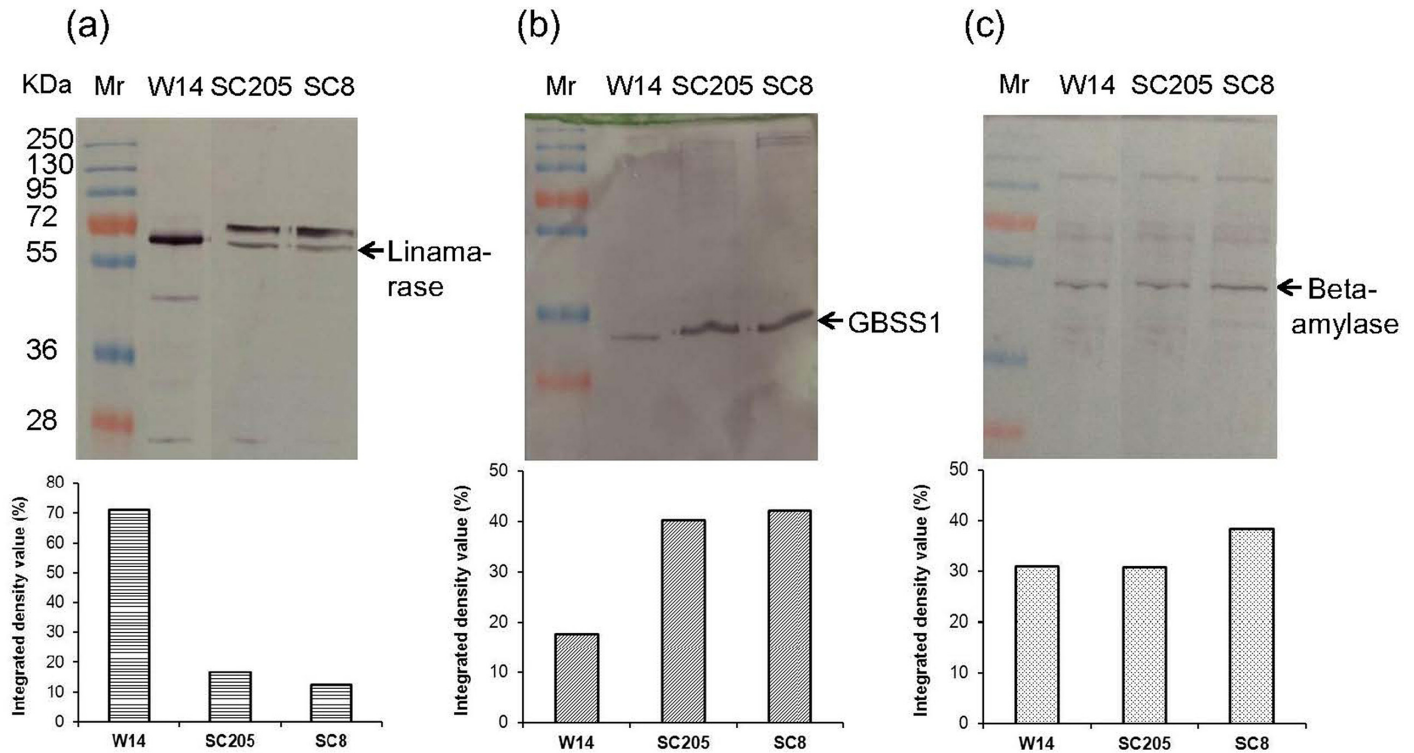 (a)
(b)
(c)
KDa Mr W14 SC205 SC8
Mr W14 SC205 SC8
Mr W14 SC205 SC8
250
130
95
72
55
36
28
Linama-
rase
GBSS1
Beta-
amylase
Integrated density value (%)
80
70
60
50
40
30
20
10
0
W14 SC205 SC8
Integrated density value (%)
50
40
30
20
10
0
W14 SC205 SC8
Integrated density value (%)
50
40
30
20
10
0
W14 SC205 SC8